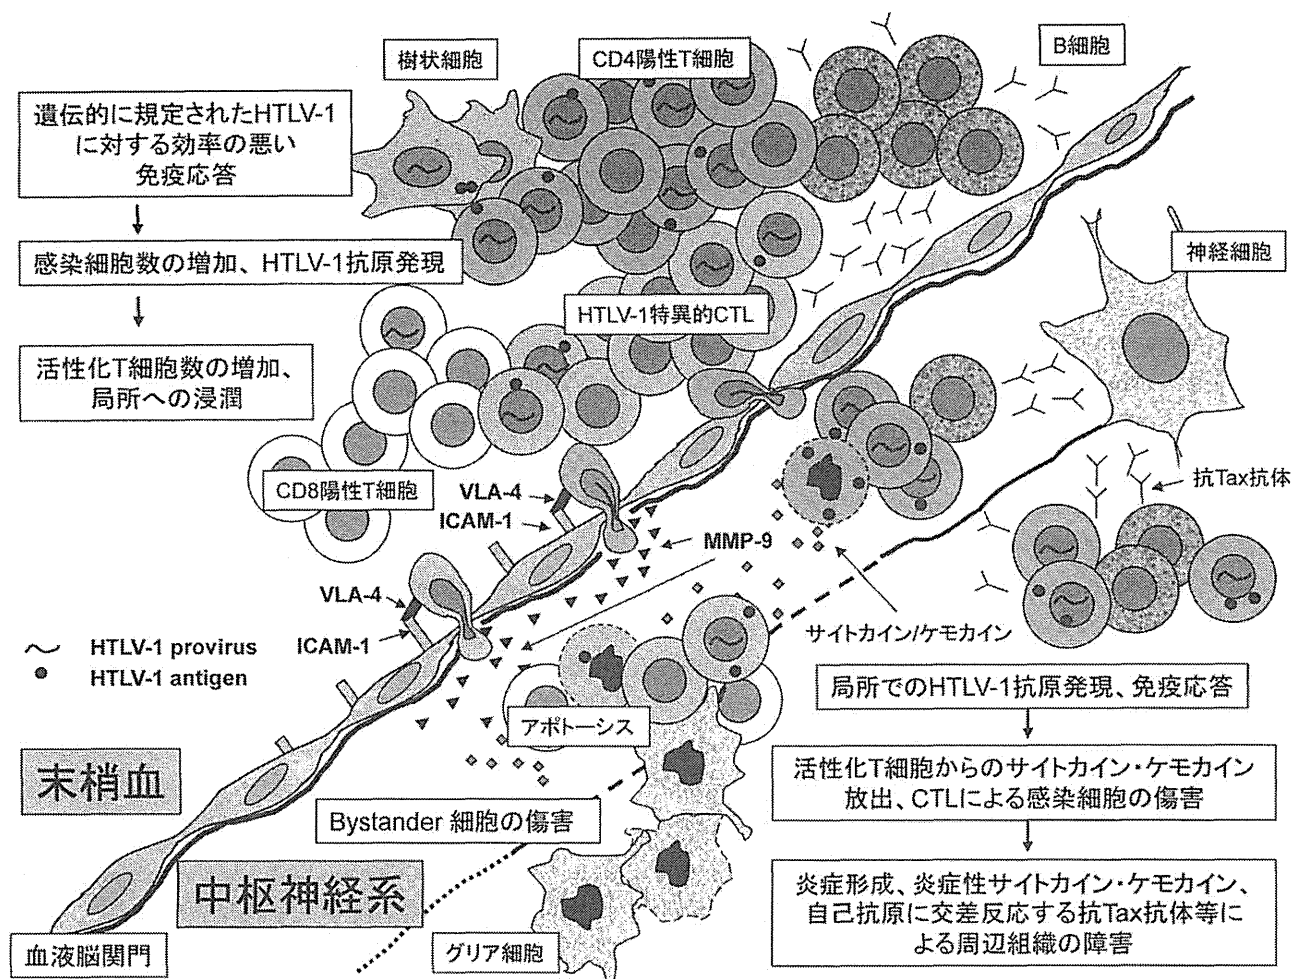 樹状細胞
CD4陽性T細胞
B細胞
遺伝的に規定されたHTLV-1
に対する効率の悪い
免疫応答
感染細胞数の増加、HTLV-1抗原発現
活性化T細胞数の増加、
局所への浸潤
HTLV-1特異的CTL
神経細胞
CD8陽性T細胞
VLA-4
ICAM-1
MMP-9
抗Tax抗体
VLA-4
ICAM-1
HTLV-1 provirus
HTLV-1 antigen
サイトカイン/ケモカイン
アポトーシス
末梢血
Bystander 細胞の傷害
中枢神経系
血液脳関門
グリア細胞
局所でのHTLV-1抗原発現、免疫応答
活性化T細胞からのサイトカイン・ケモカイン
放出、CTLによる感染細胞の傷害
炎症形成、炎症性サイトカイン・ケモカイン、
自己抗原に交差反応する抗Tax抗体等に
よる周辺組織の障害